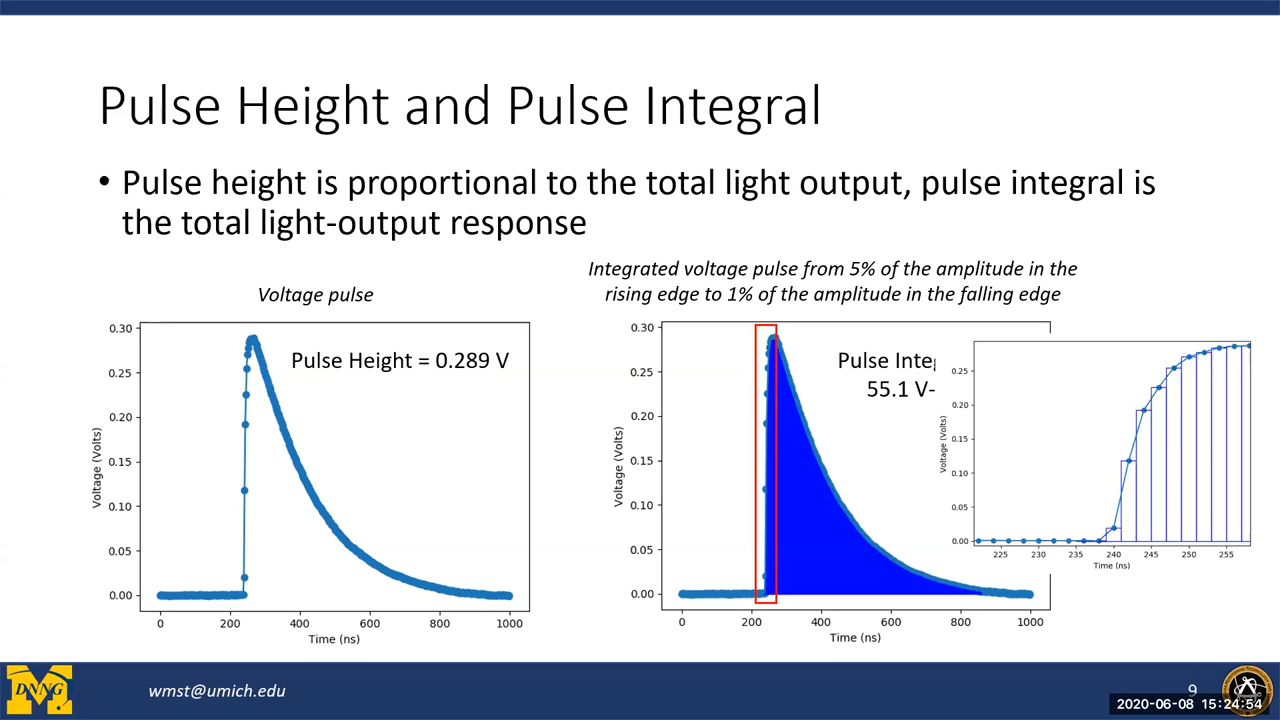 Pulse Height and Pulse Integral
• Pulse height is proportional to the total light output, pulse integral is
the total light-output response
Voltage pulse
Integrated voltage pulse from 5% of the amplitude in the
rising edge to 1% of the amplitude in the falling edge
Pulse Height = 0.289 V
0.30
0.25
0.20
0.15
0.10
0.05
0.00
Voltage (Volts)
0 200 400 600 800 1000
Time (ns)
Pulse Integ
55.1 V-
0.30
0.25
0.20
0.15
0.10
0.05
0.00
Voltage (Volts)
0 200 400 600 800 1000
Time (ns)
0.25
0.20
0.15
0.10
0.05
0.00
Voltage (Volts)
225 230 235 240 245 250 255
Time (ns)
DNNG
wmst@umich.edu
9
2020-06-08 15:24:54